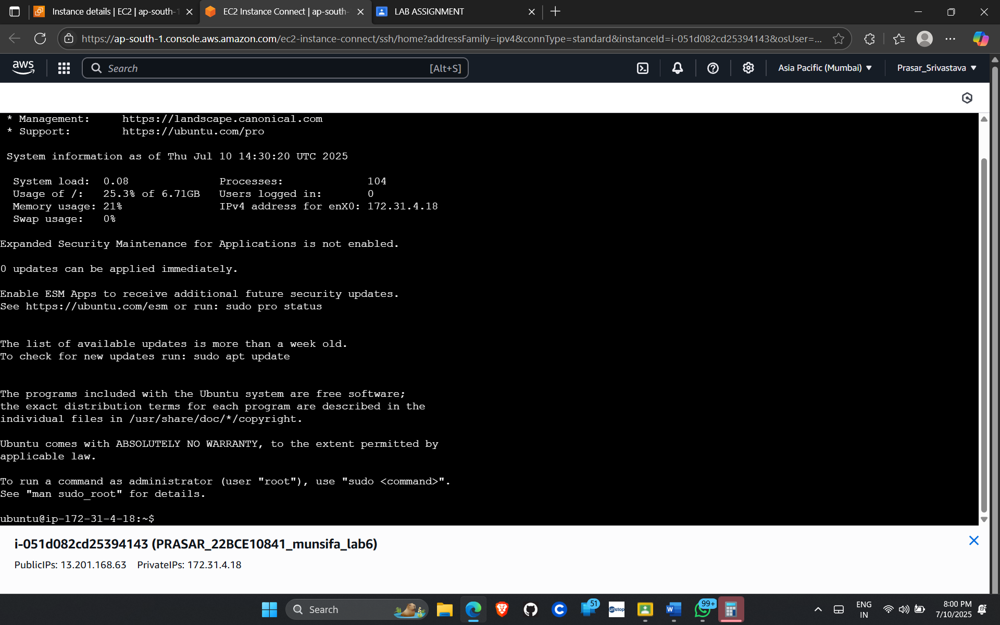 Instance details | EC2 | ap-south-1
EC2 Instance Connect | ap-south-
LAB ASSIGNMENT
https://ap-south-1.console.aws.amazon.com/ec2-instance-connect/ssh/home?addressFamily=ipv4&connType=standard&instanceId=i-051d082cd25394143&osUser=...
aws
Search
[Alt+S]
Asia Pacific (Mumbai)
Prasar_Srivastava
* Management: https://landscape.canonical.com
* Support: https://ubuntu.com/pro
System information as of Thu Jul 10 14:30:20 UTC 2025
System load: 0.08 Processes: 104
Usage of /: 25.3% of 6.71GB Users logged in: 0
Memory usage: 21% IPv4 address for enX0: 172.31.4.18
Swap usage: 0%
Expanded Security Maintenance for Applications is not enabled.
0 updates can be applied immediately.
Enable ESM Apps to receive additional future security updates.
See https://ubuntu.com/esm or run: sudo pro status
The list of available updates is more than a week old.
To check for new updates run: sudo apt update
The programs included with the Ubuntu system are free software;
the exact distribution terms for each program are described in the
individual files in /usr/share/doc/*/copyright.
Ubuntu comes with ABSOLUTELY NO WARRANTY, to the extent permitted by
applicable law.
To run a command as administrator (user "root"), use "sudo <command>".
See "man sudo_root" for details.
ubuntu@ip-172-31-4-18:~$
i-051d082cd25394143 (PRASAR_22BCE10841_munsifa_lab6)
PublicIPs: 13.201.168.63 PrivateIPs: 172.31.4.18
Search
51
unstop
99+
ENG
IN
8:00 PM
7/10/2025